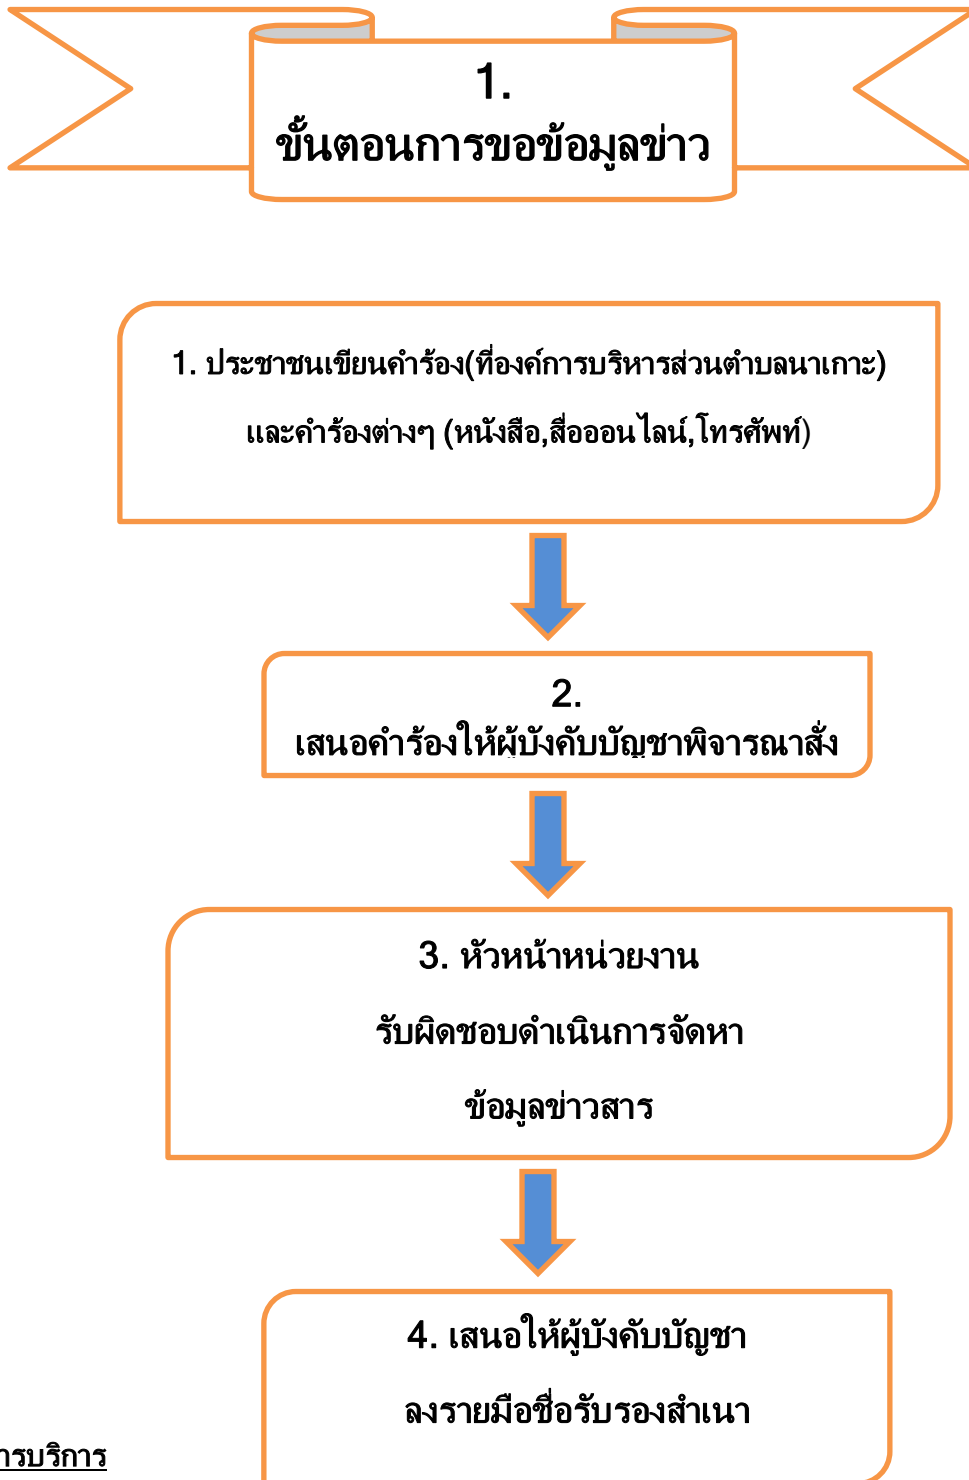 1.
ขั้นตอนการขอข้อมูลข่าว
1. ประชาชนเขียนคำร้อง(ที่องค์การบริหารส่วนตำบลนาเกาะ)
และคำร้องต่างๆ (หนังสือ,สื่อออนไลน์,โทรศัพท์)
2.
เสนอคำร้องให้ผู้บังคับบัญชาพิจารณาสั่ง
3. หัวหน้าหน่วยงาน
รับผิดชอบดำเนินการจัดหา
ข้อมูลข่าวสาร
4. เสนอให้ผู้บังคับบัญชา
ลงรายมือชื่อรับรองสำเนา
ารบริการ